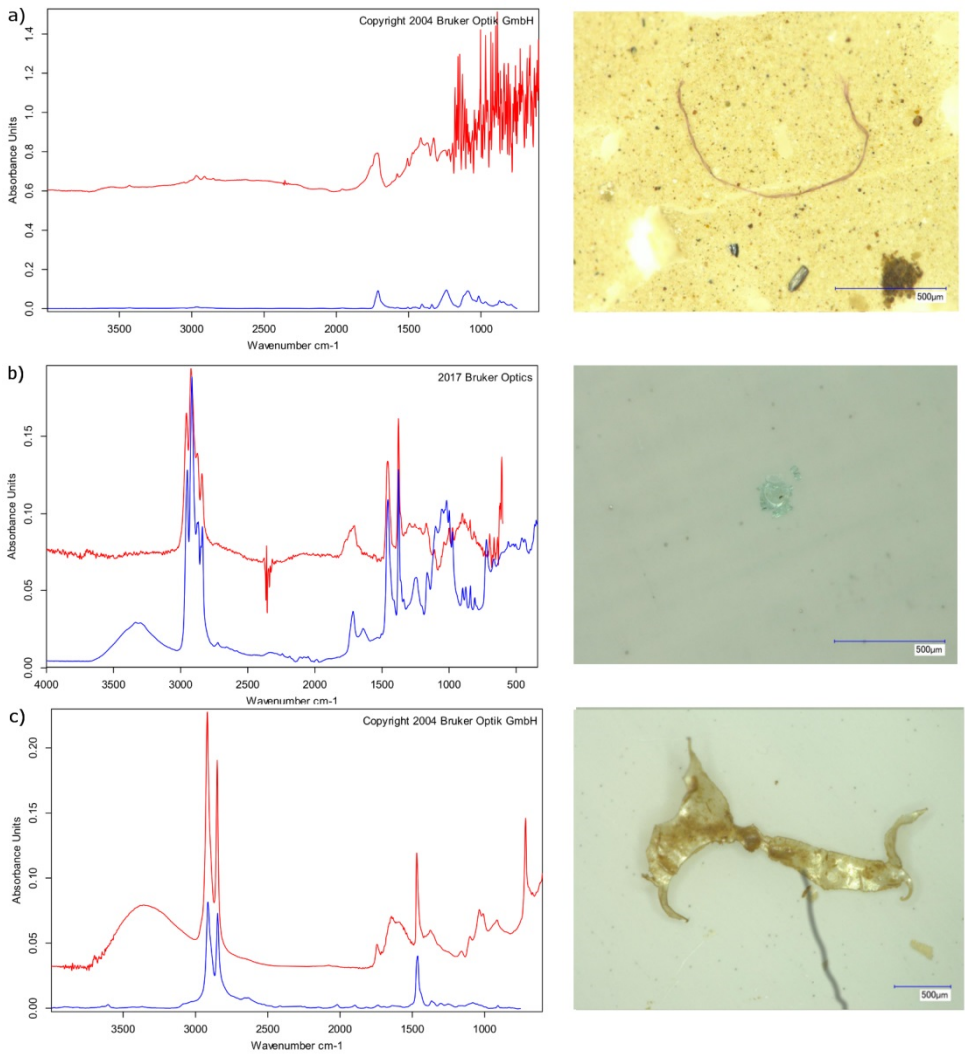 a)
Copyright 2004 Bruker Optik GmbH
Absorbance Units
0.0 0.2 0.4 0.6 0.8 1.0 1.2 1.4
3500 3000 2500 2000 1500 1000
Wavenumber cm-1
500µm
b)
2017 Bruker Optics
Absorbance Units
0.00 0.05 0.10 0.15
4000 3500 3000 2500 2000 1500 1000 500
Wavenumber cm-1
500µm
c)
Copyright 2004 Bruker Optik GmbH
Absorbance Units
0.00 0.05 0.10 0.15 0.20
3500 3000 2500 2000 1500 1000
Wavenumber cm-1
500µm